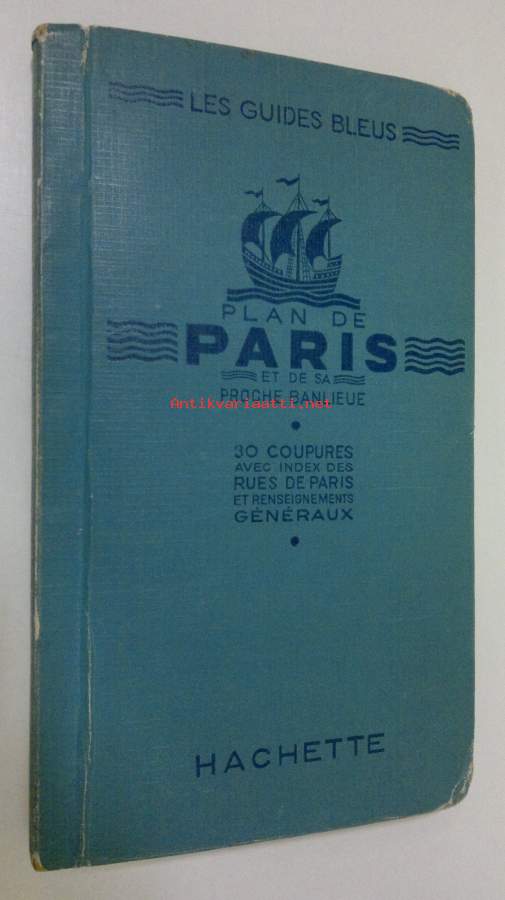 LES GUIDES BLEUS
PLAN DE
PARIS
ET DE SA
PROCHE BANLIEUE
Antikvariaatti.net
30 COUPURES
AVEC INDEX DES
RUES DE PARIS
ET RENSEIGNEMENTS
GÉNÉRAUX
HACHETTE